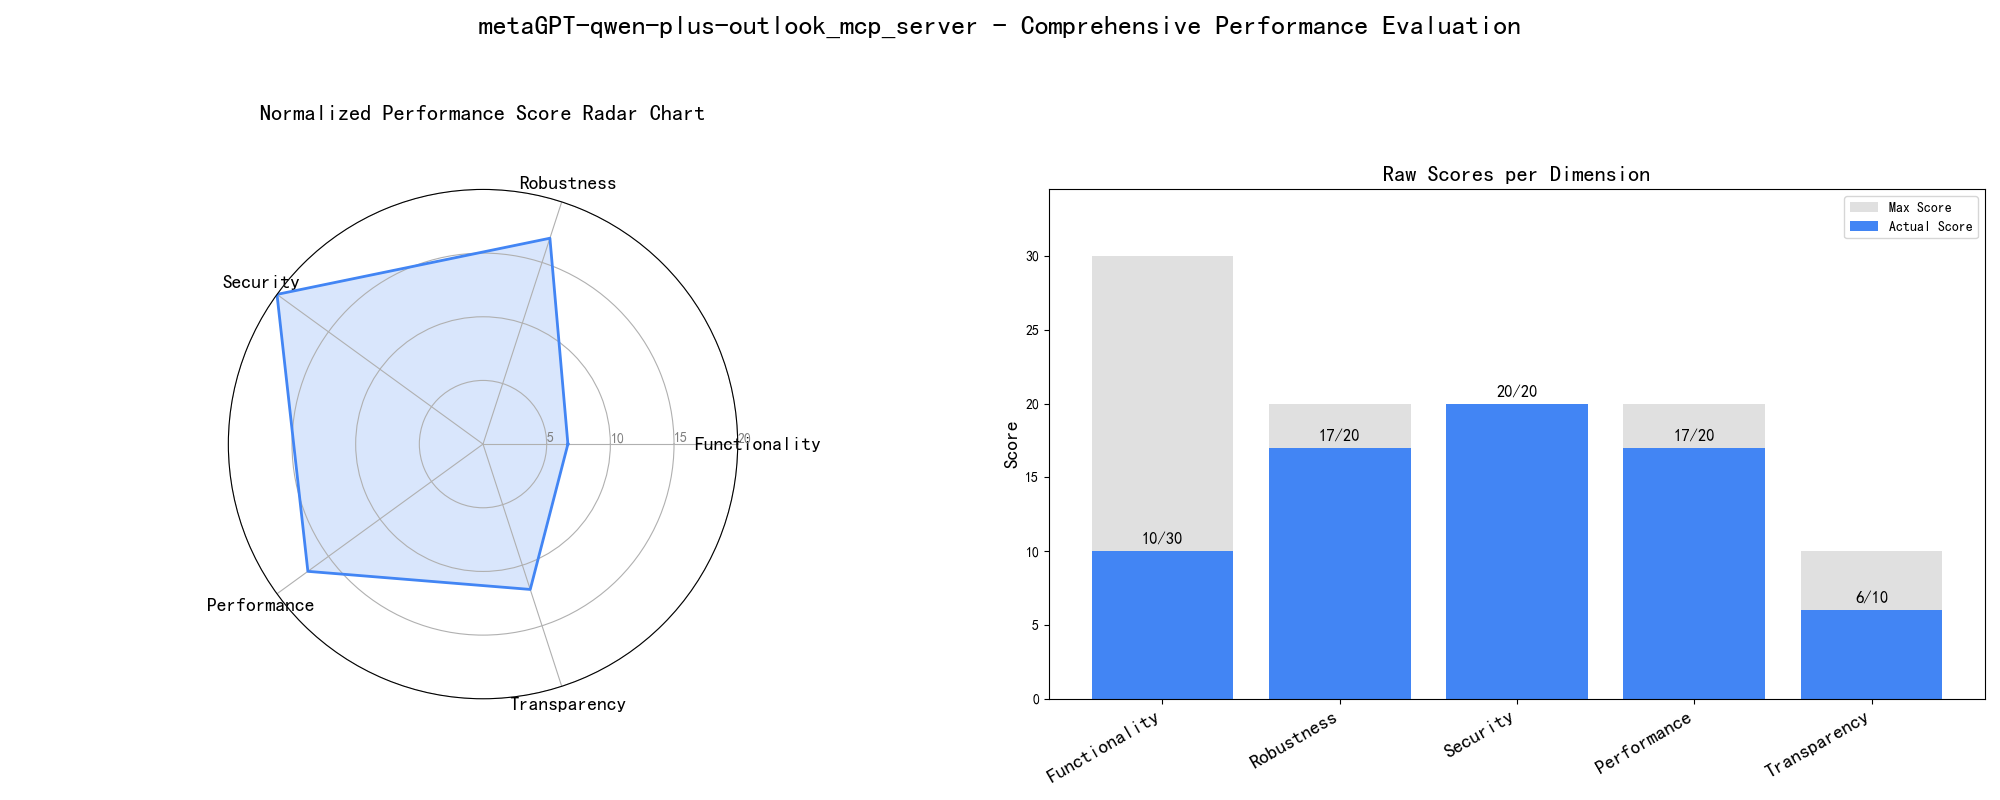 metaGPT-qwen-plus-outlook_mcp_server - Comprehensive Performance Evaluation
Normalized Performance Score Radar Chart
Robustness
Security
Functionality
Performance
Transparency
5
10
15
20
Raw Scores per Dimension
Max Score
Actual Score
Score
30
25
20
15
10
5
0
10/30
17/20
20/20
17/20
6/10
Functionality
Robustness
Security
Performance
Transparency